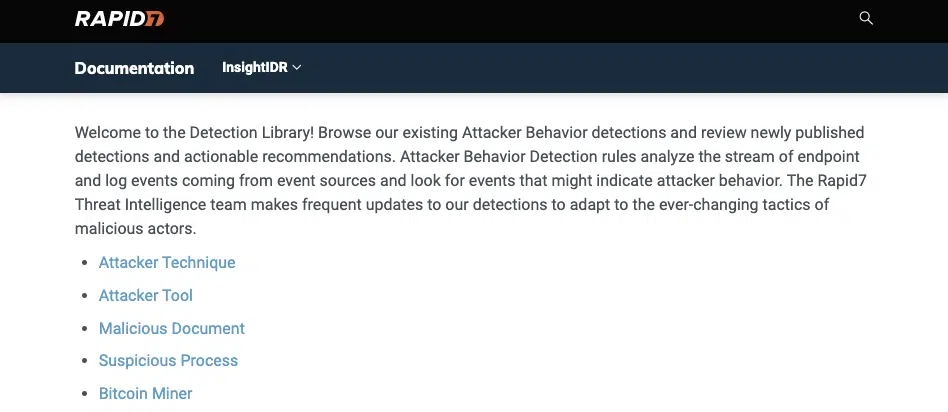 RAPID7
Documentation
InsightIDR
Welcome to the Detection Library! Browse our existing Attacker Behavior detections and review newly published
detections and actionable recommendations. Attacker Behavior Detection rules analyze the stream of endpoint
and log events coming from event sources and look for events that might indicate attacker behavior. The Rapid7
Threat Intelligence team makes frequent updates to our detections to adapt to the ever-changing tactics of
malicious actors.
• Attacker Technique
• Attacker Tool
• Malicious Document
• Suspicious Process
• Bitcoin Miner